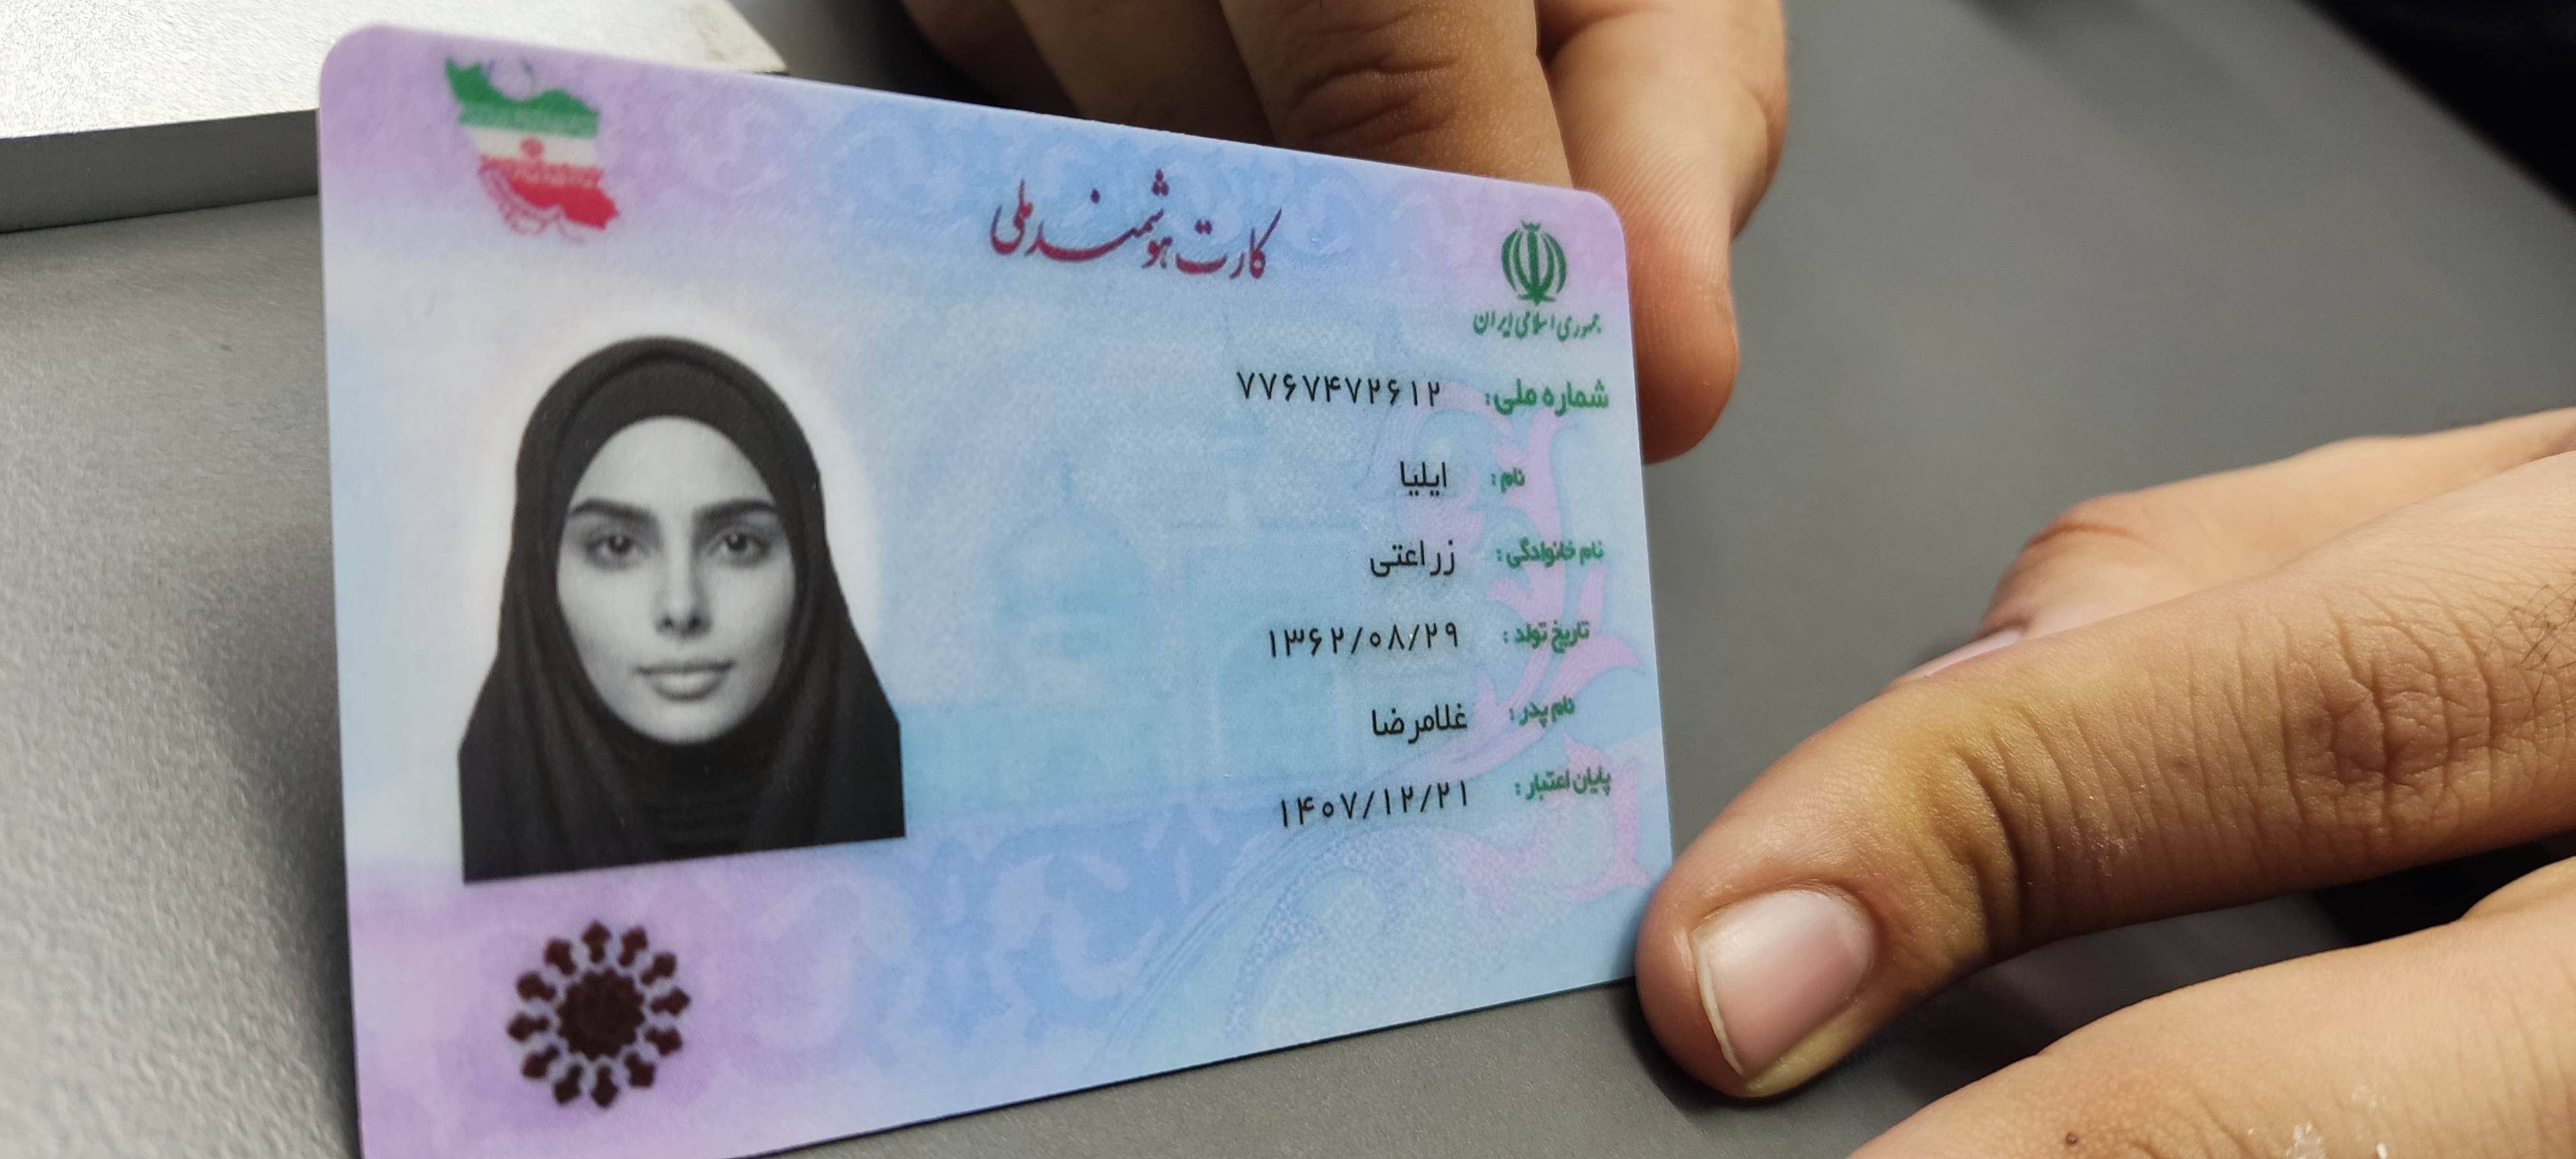 کارت هوشمند ملی
جمهوری اسلامی ایران
شماره ملی: ۷۷۶۷۴۷۲۶۱۲
نام: ایلیا
نام خانوادگی: زراعتی
تاریخ تولد: ۱۳۶۲/۰۸/۲۹
نام پدر: غلامرضا
پایان اعتبار: ۱۴۰۷/۱۲/۲۱